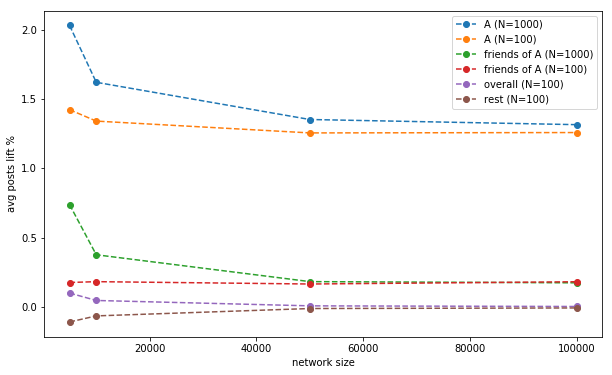 2.0
1.5
1.0
0.5
0.0
avg posts lift %
A (N=1000)
A (N=100)
friends of A (N=1000)
friends of A (N=100)
overall (N=100)
rest (N=100)
20000 40000 60000 80000 100000
network size